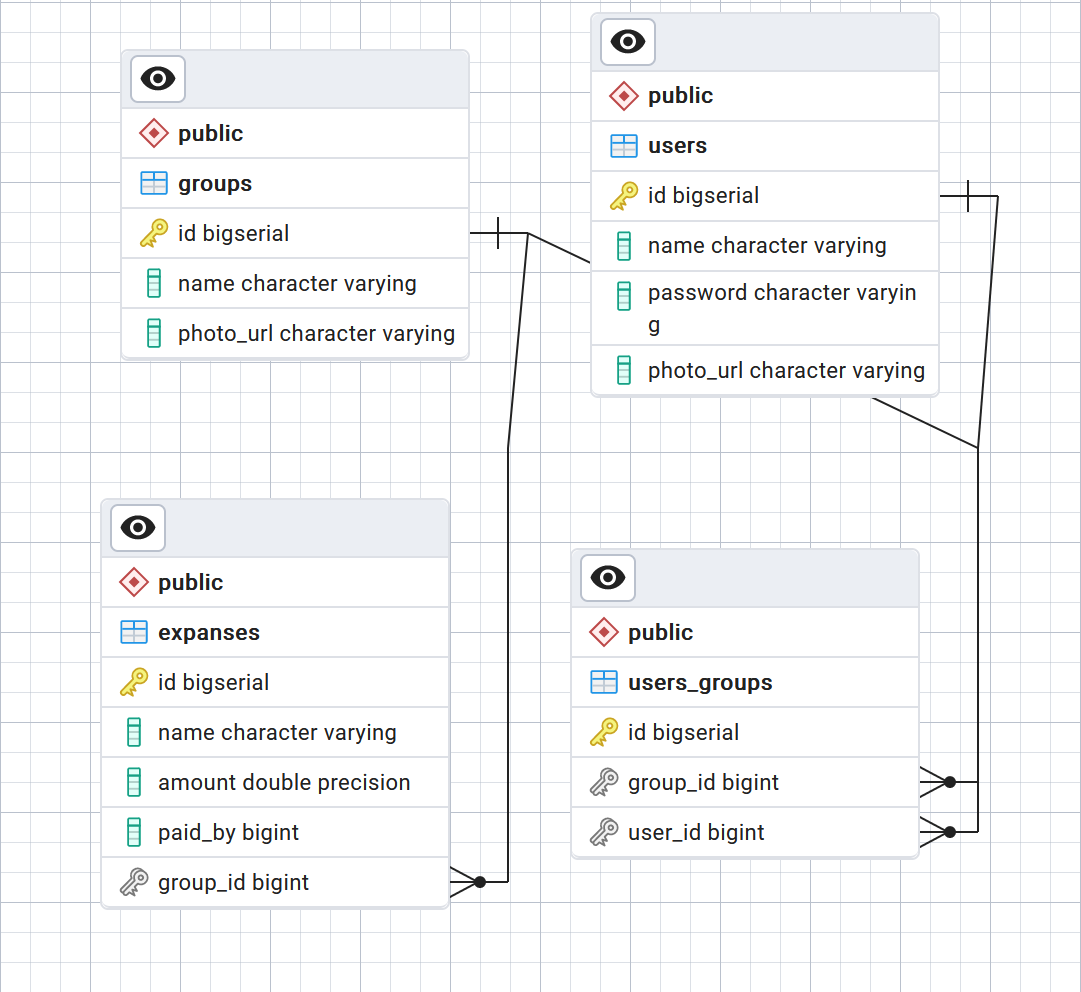 public
groups
id bigserial
name character varying
photo_url character varying
public
users
id bigserial
name character varying
password character varyin
g
photo_url character varying
public
expanses
id bigserial
name character varying
amount double precision
paid_by bigint
group_id bigint
public
users_groups
id bigserial
group_id bigint
user_id bigint